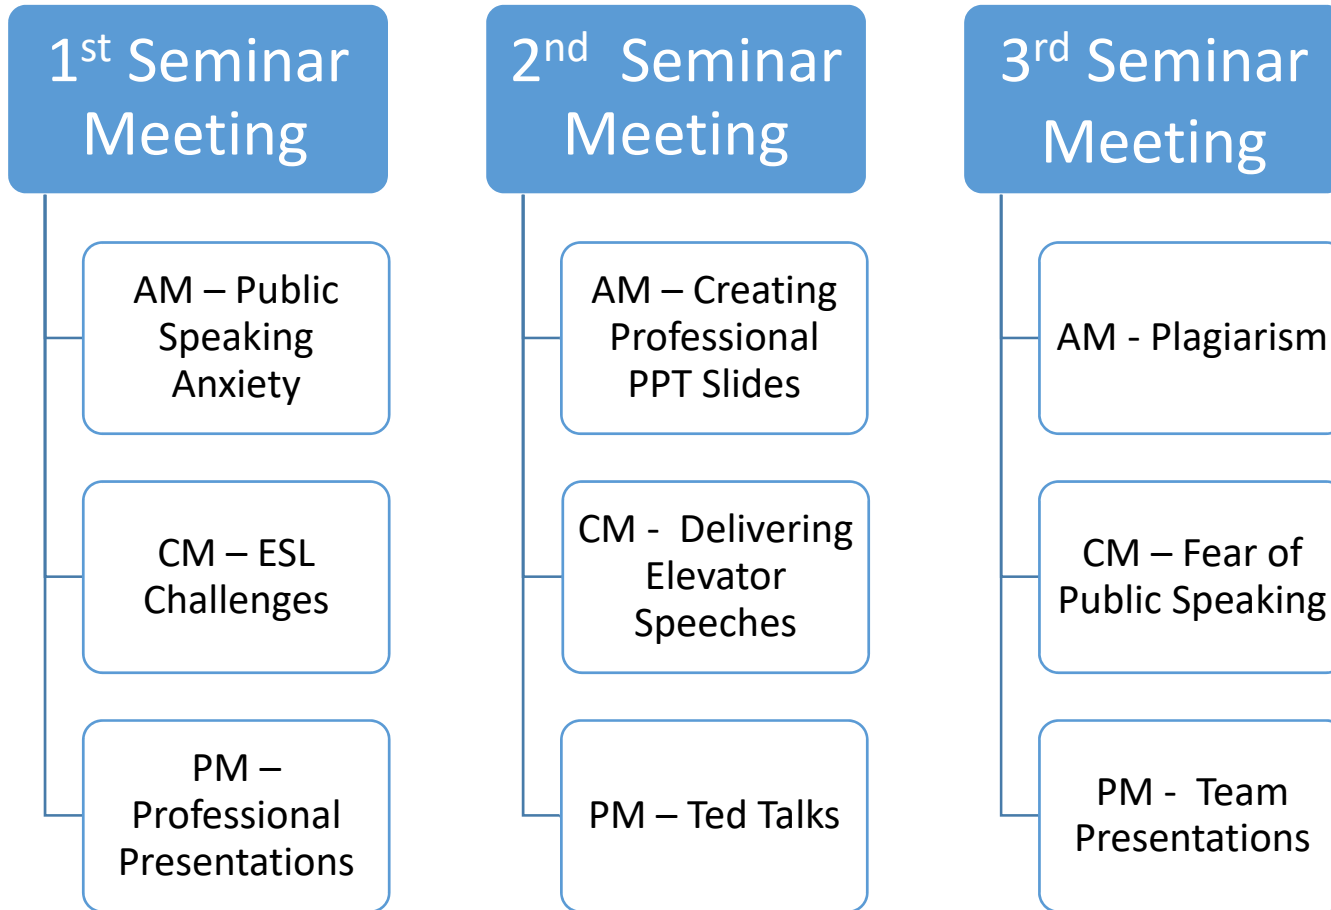 1st Seminar
Meeting
AM – Public
Speaking
Anxiety
CM – ESL
Challenges
PM –
Professional
Presentations
2nd Seminar
Meeting
AM – Creating
Professional
PPT Slides
CM - Delivering
Elevator
Speeches
PM – Ted Talks
3rd Seminar
Meeting
AM - Plagiarism
CM – Fear of
Public Speaking
PM - Team
Presentations